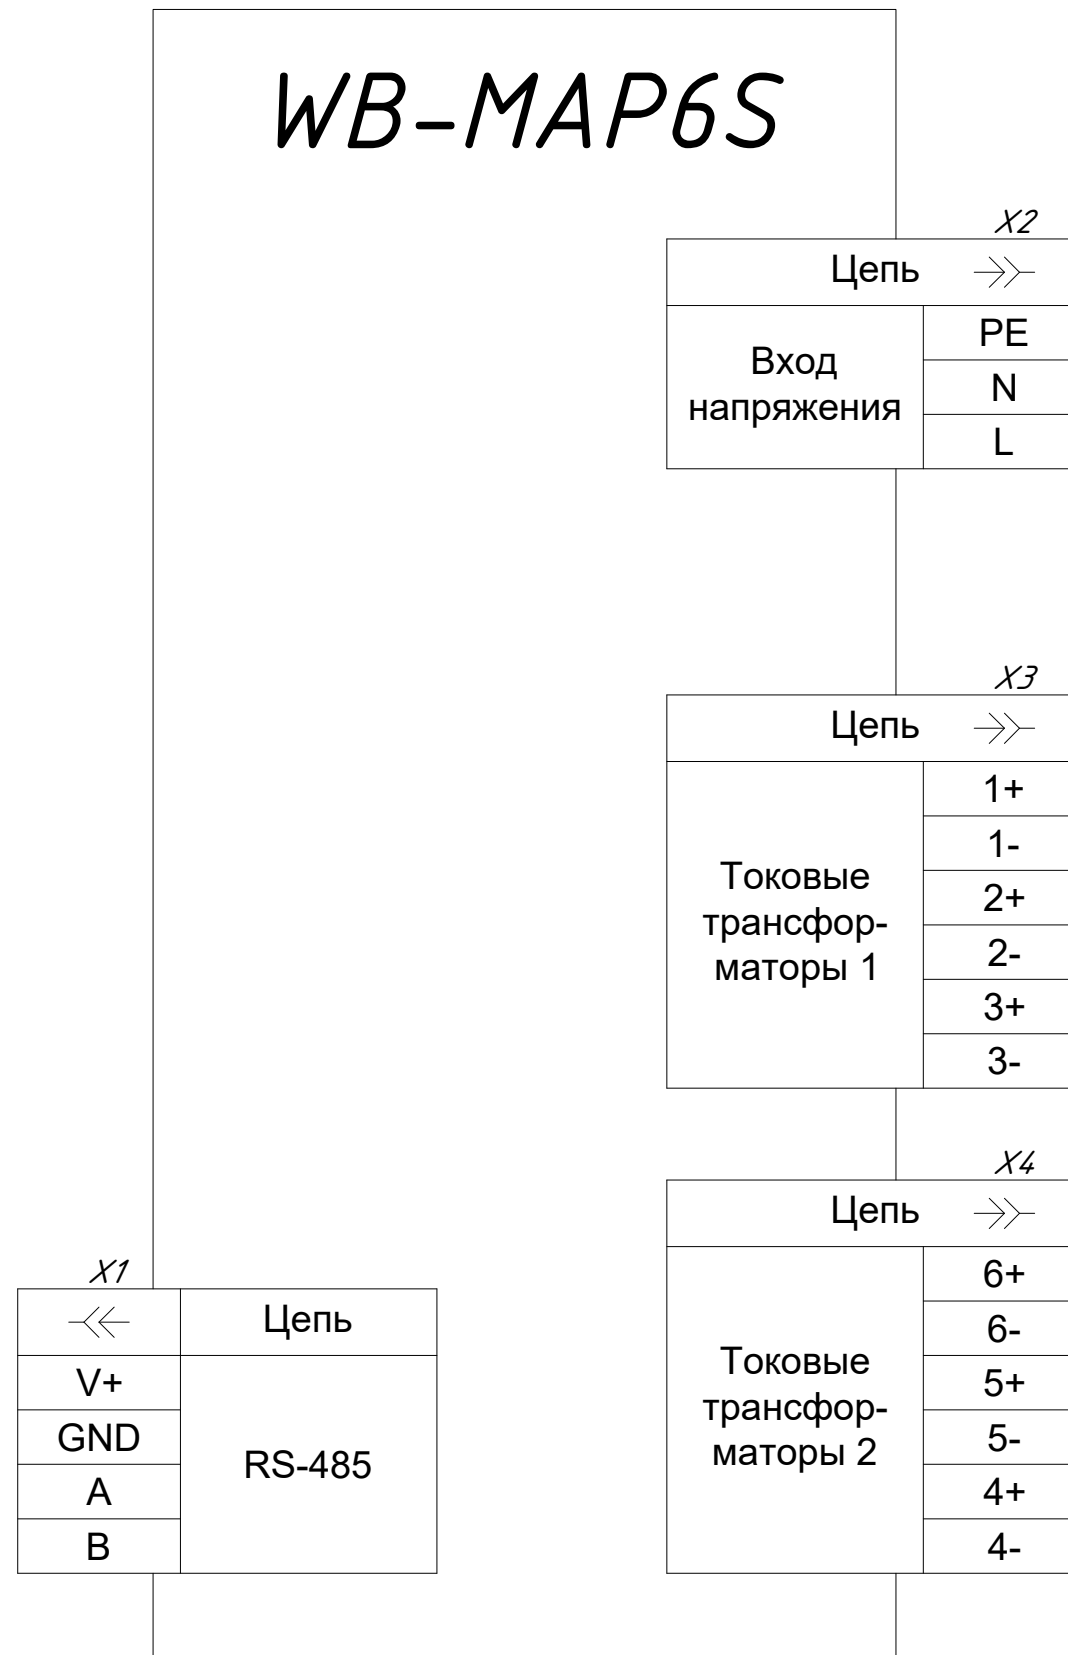 WB-MAP6S
X2
Цепь
Вход
напряжения
PE
N
L
X3
Цепь
Токовые
трансфор-
маторы 1
1+
1-
2+
2-
3+
3-
X4
Цепь
Токовые
трансфор-
маторы 2
6+
6-
5+
5-
4+
4-
X1
Цепь
V+
GND
A
B
RS-485